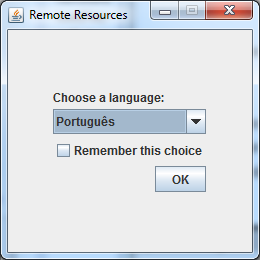 Remote Resources
Choose a language:
Português
Remember this choice
OK